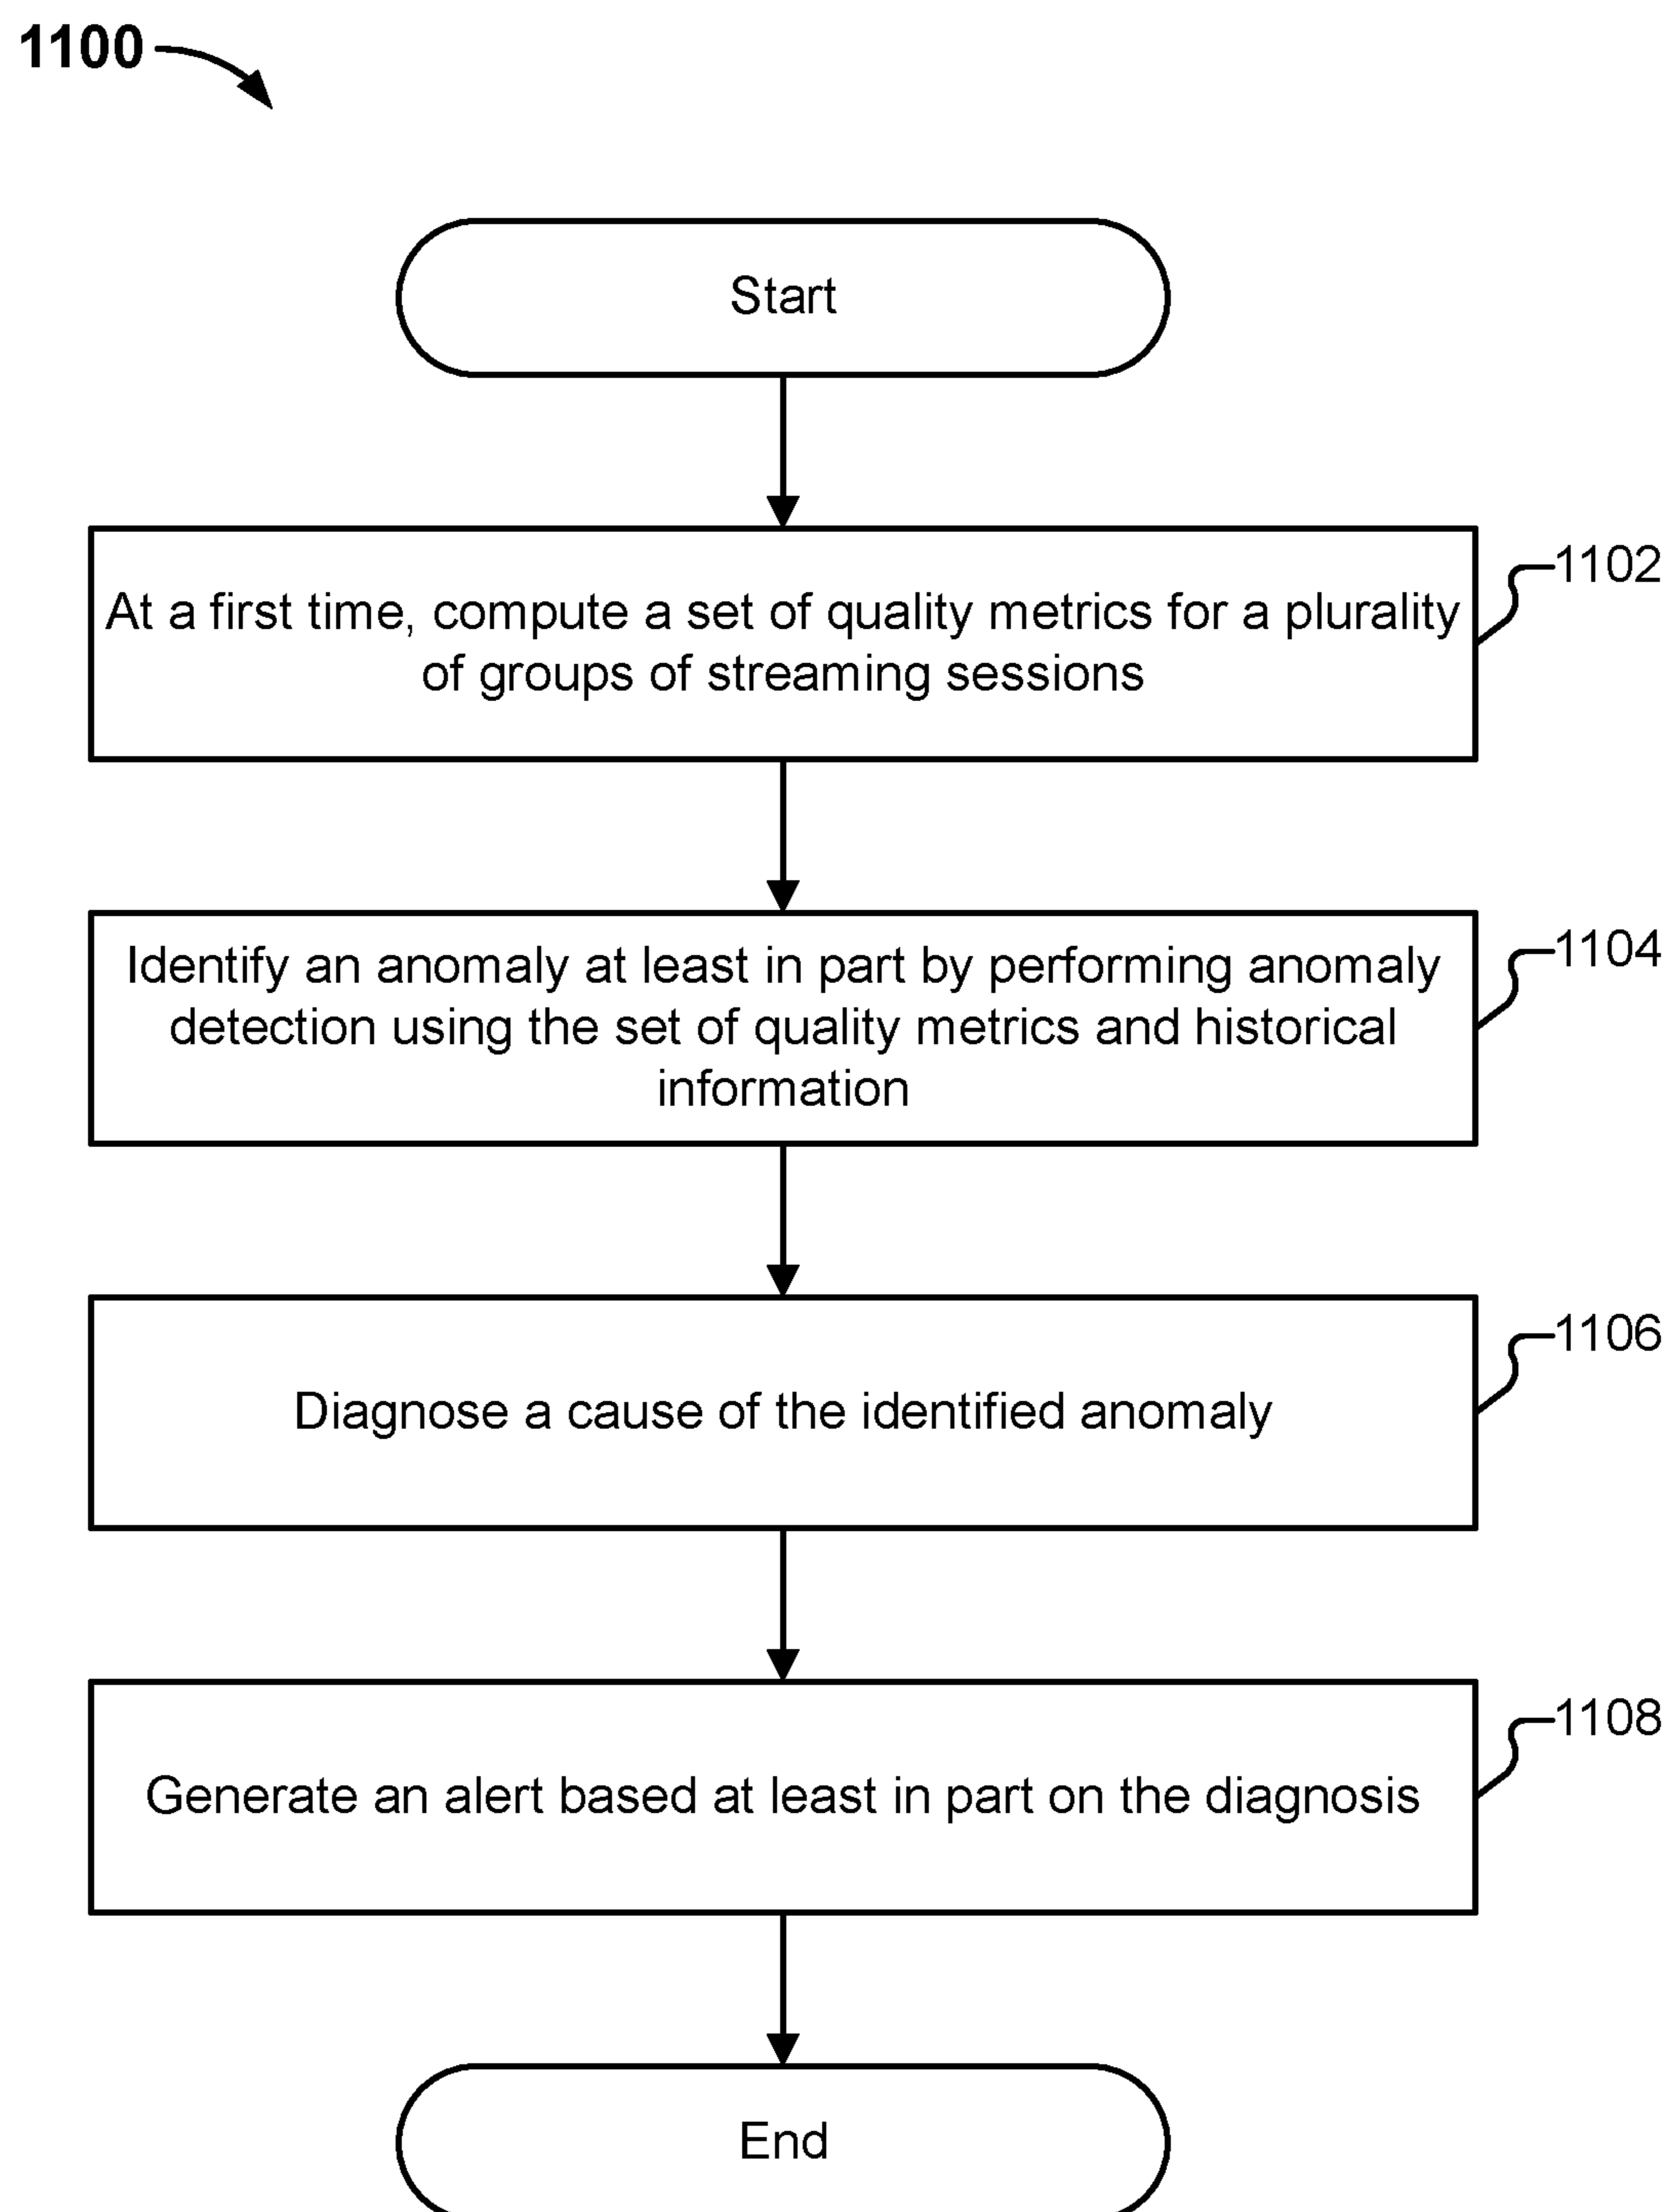 1100
Start
At a first time, compute a set of quality metrics for a plurality
of groups of streaming sessions
1102
Identify an anomaly at least in part by performing anomaly
detection using the set of quality metrics and historical
information
1104
Diagnose a cause of the identified anomaly
1106
Generate an alert based at least in part on the diagnosis
1108
End